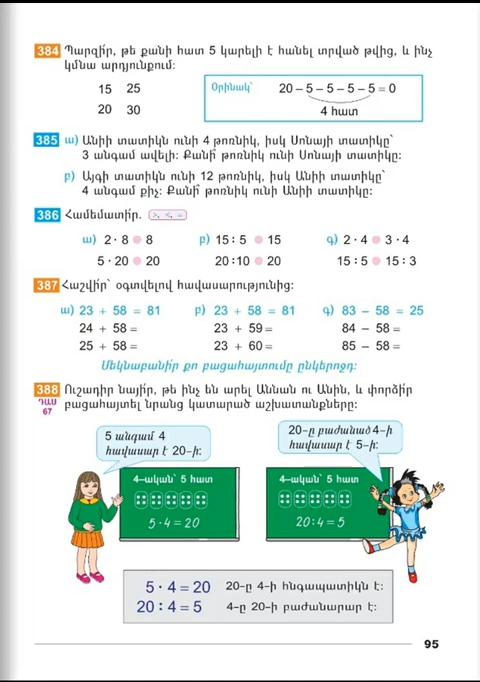 384 Պարզի՛ր, թե քանի հատ 5 կարելի է հանել տրված թվից, և ինչ
կմնա արդյունքում:
15 25
20 30
Օրինակ՝ 20 – 5 – 5 – 5 – 5 = 0
4 հատ
385 ա) Անիի տատիկն ունի 4 թոռնիկ, իսկ Սոնայի տատիկը՝
3 անգամ ավելի: Քանի՞ թոռնիկ ունի Սոնայի տատիկը:
բ) Այգի տատիկն ունի 12 թոռնիկ, իսկ Անիի տատիկը՝
4 անգամ քիչ: Քանի՞ թոռնիկ ունի Անիի տատիկը:
386 Համեմատի՛ր. >, <, =
ա) 2 · 8 8 բ) 15 : 5 15 գ) 2 · 4 3 · 4
5 · 20 20 20 : 10 20 15 : 5 15 : 3
387 Հաշվի՛ր՝ օգտվելով հավասարությունից:
ա) 23 + 58 = 81 բ) 23 + 58 = 81 գ) 83 – 58 = 25
24 + 58 = 23 + 59 = 84 – 58 =
25 + 58 = 23 + 60 = 85 – 58 =
Մեկնաբանի՛ր քո բացահայտումը ընկերոջդ:
388 Ուշադիր նայի՛ր, թե ինչ են արել Աննան ու Անին, և փորձի՛ր
ԴԱՍ 67 բացահայտել նրանց կատարած աշխատանքները:
5 անգամ 4
հավասար է 20-ի:
20-ը բաժանած 4-ի
հավասար է 5-ի:
4–ական՝ 5 հատ
5 · 4 = 20
4–ական՝ 5 հատ
20 : 4 = 5
5 · 4 = 20 20-ը 4-ի հնգապատիկն է:
20 : 4 = 5 4-ը 20-ի բաժանարար է:
95